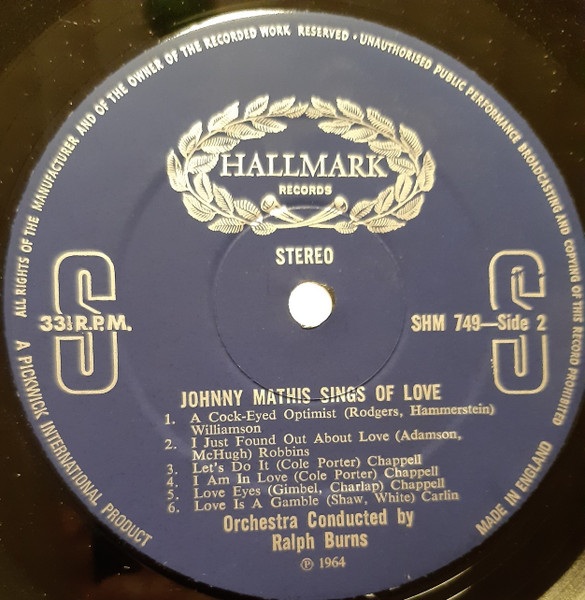 ALL RIGHTS OF THE MANUFACTURER AND OF THE OWNER OF THE RECORDED WORK RESERVED · UNAUTHORISED PUBLIC PERFORMANCE BROADCASTING AND COPYING OF THIS RECORD PROHIBITED
HALLMARK
RECORDS
STEREO
S S
33⅓ R.P.M. SHM 749—Side 2
JOHNNY MATHIS SINGS OF LOVE
1. A Cock-Eyed Optimist (Rodgers, Hammerstein)
Williamson
2. I Just Found Out About Love (Adamson,
McHugh) Robbins
3. Let's Do It (Cole Porter) Chappell
4. I Am In Love (Cole Porter) Chappell
5. Love Eyes (Gimbel, Charlap) Chappell
6. Love Is A Gamble (Shaw, White) Carlin
Orchestra Conducted by
Ralph Burns
℗ 1964
A PICKWICK INTERNATIONAL PRODUCT
MADE IN ENGLAND